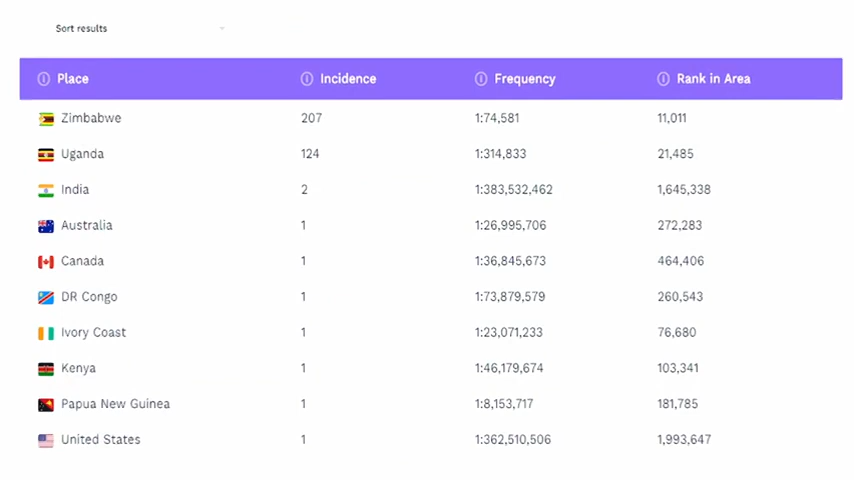 Sort results
Place Incidence Frequency Rank in Area
Zimbabwe 207 1:74,581 11,011
Uganda 124 1:314,833 21,485
India 2 1:383,532,462 1,645,338
Australia 1 1:26,995,706 272,283
Canada 1 1:36,845,673 464,406
DR Congo 1 1:73,879,579 260,543
Ivory Coast 1 1:23,071,233 76,680
Kenya 1 1:46,179,674 103,341
Papua New Guinea 1 1:8,153,717 181,785
United States 1 1:362,510,506 1,993,647